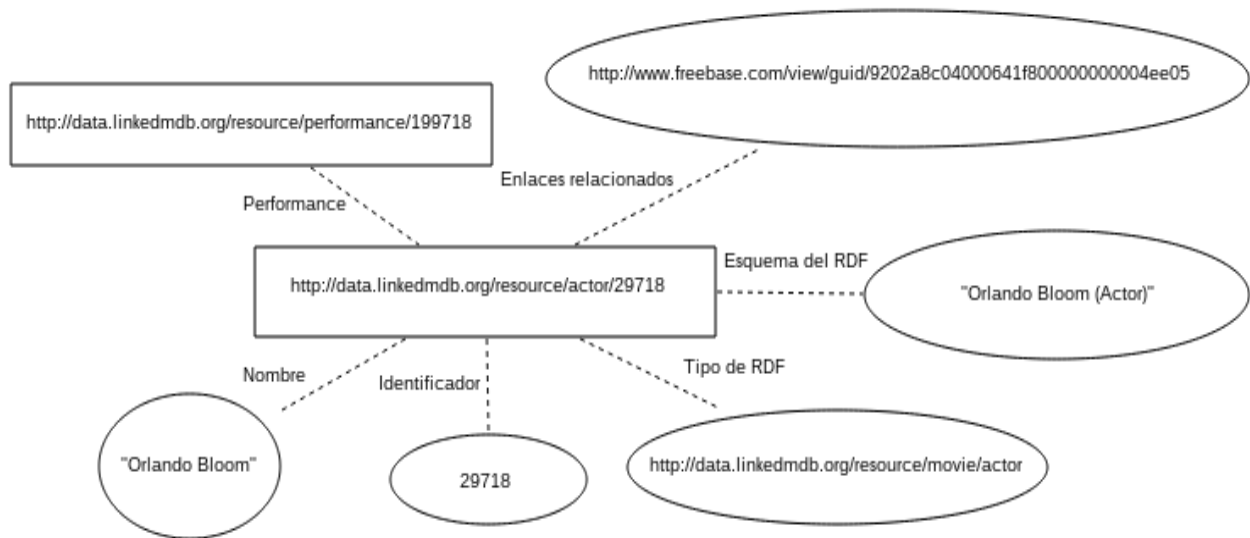 http://www.freebase.com/view/guid/9202a8c04000641f800000000004ee05
http://data.linkedmdb.org/resource/performance/199718
Enlaces relacionados
Performance
Esquema del RDF
http://data.linkedmdb.org/resource/actor/29718
"Orlando Bloom (Actor)"
Tipo de RDF
Nombre
Identificador
"Orlando Bloom"
http://data.linkedmdb.org/resource/movie/actor
29718